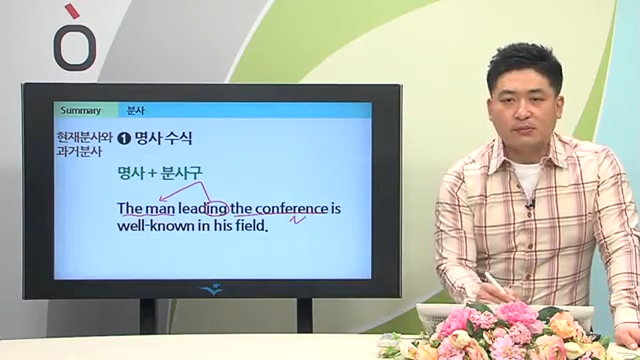 Summary 분사
현재분사와
과거분사
❶ 명사 수식
명사 + 분사구
The man leading the conference is
well-known in his field.